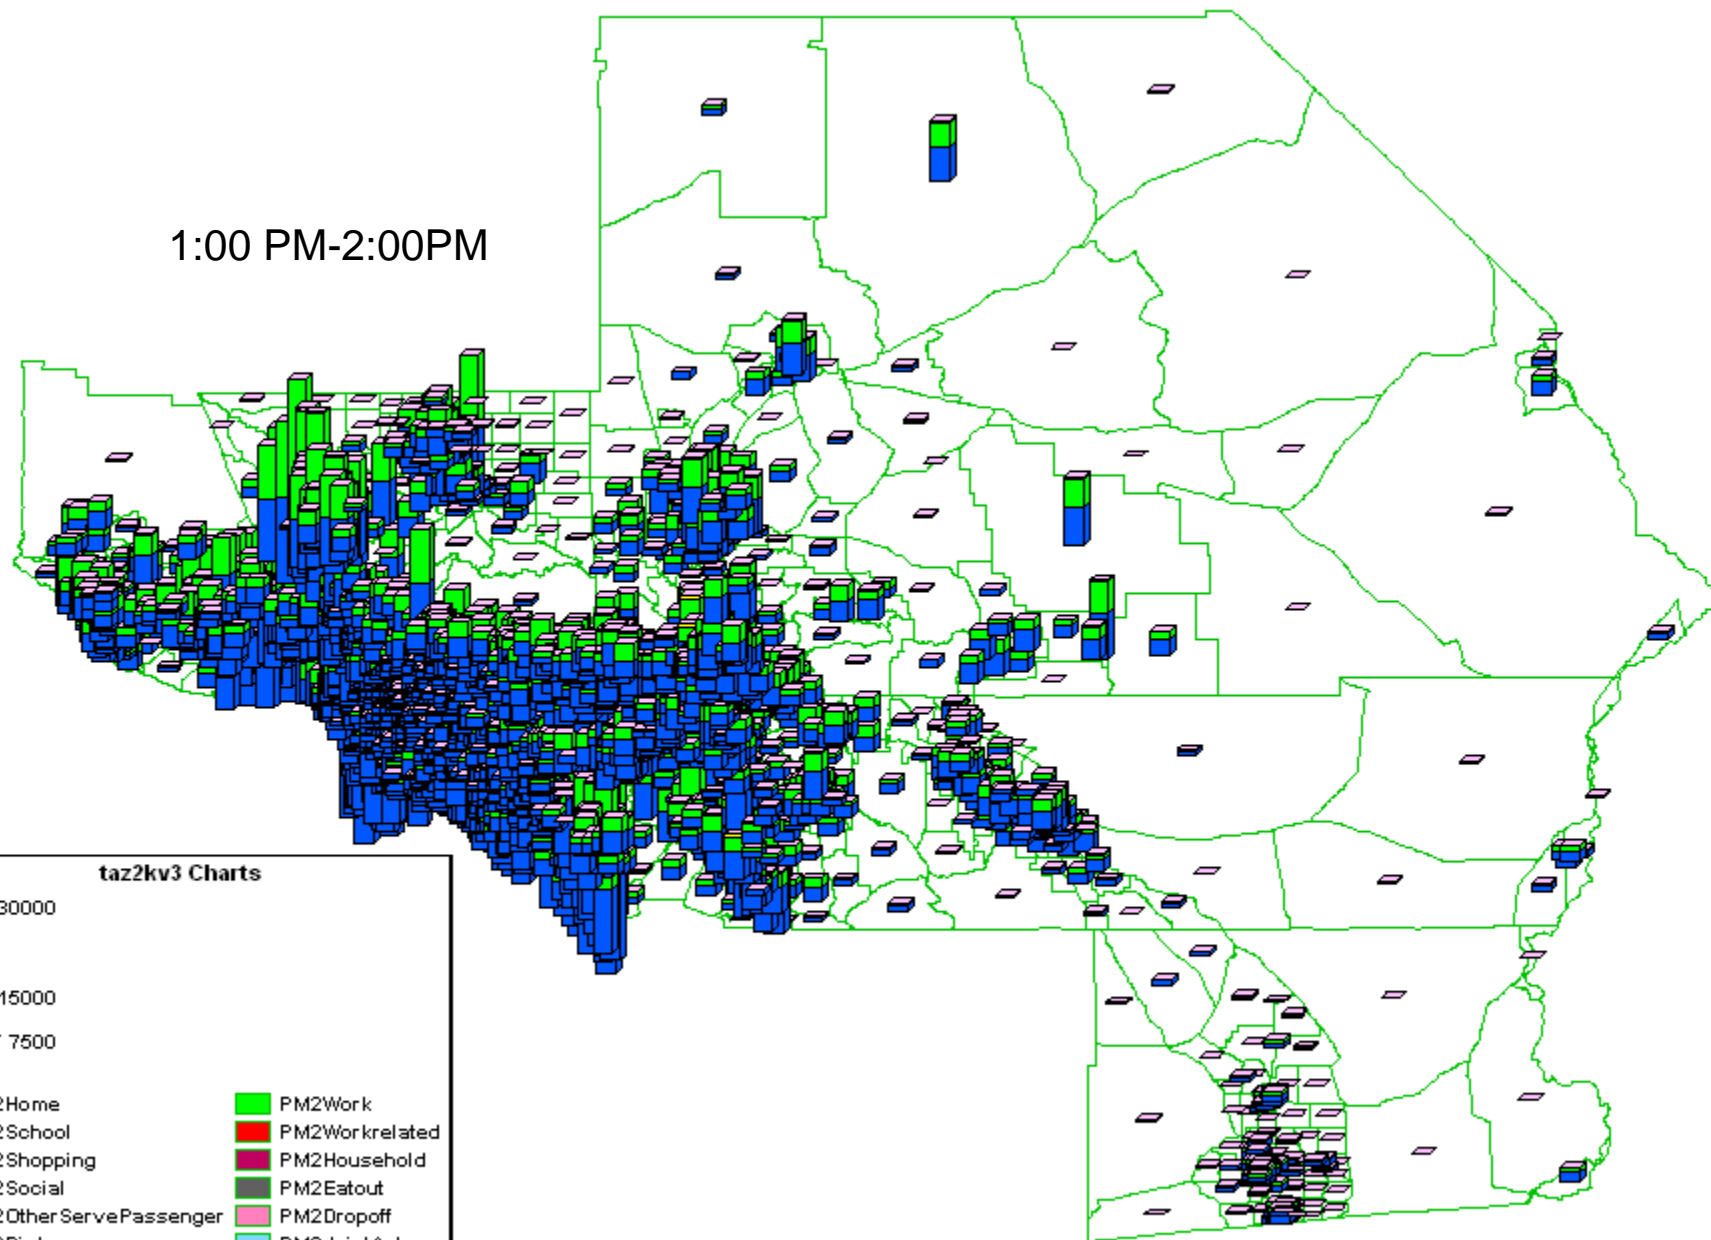 1:00 PM-2:00PM
taz2kv3 Charts
30000
15000
7500
2Home PM2Work
2School PM2Workrelated
2Shopping PM2Household
2Social PM2Eatout
2OtherServePassenger PM2Dropoff